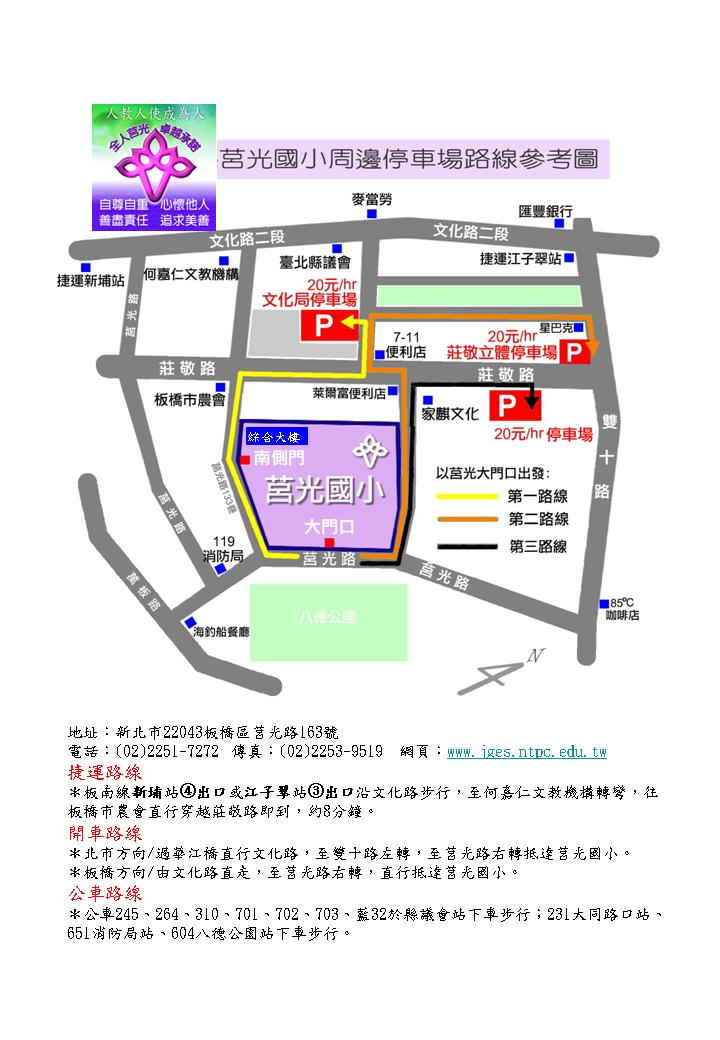 人教人使成為人
全人莒光 卓越承諾
自尊自重 心懷他人
善盡責任 追求美善
莒光國小周邊停車場路線參考圖
麥當勞
匯豐銀行
文化路二段
文化路二段
捷運新埔站
何嘉仁文教機構
臺北縣議會
捷運江子翠站
20元/hr
文化局停車場
P
莒光路
7-11
便利店
20元/hr
莊敬立體停車場
星巴克
P
莊敬路
莊敬路
板橋市農會
萊爾富便利店
家麒文化
P
20元/hr 停車場
雙十路
綜合大樓
南側門
莒光國小
大門口
莒光路133巷
莒光路
以莒光大門口出發:
第一路線
第二路線
第三路線
119
消防局
莒光路
莒光路
萬板路
海釣船餐廳
八德公園
85℃
咖啡店
N
地址：新北市22043板橋區莒光路163號
電話：(02)2251-7272 傳真：(02)2253-9519 網頁：www.jges.ntpc.edu.tw
捷運路線
＊板南線新埔站④出口或江子翠站③出口沿文化路步行，至何嘉仁文教機構轉彎，往
板橋市農會直行穿越莊敬路即到，約8分鐘。
開車路線
＊北市方向/過華江橋直行文化路，至雙十路左轉，至莒光路右轉抵達莒光國小。
＊板橋方向/由文化路直走，至莒光路右轉，直行抵達莒光國小。
公車路線
＊公車245、264、310、701、702、703、藍32於縣議會站下車步行；231大同路口站、
651消防局站、604八德公園站下車步行。